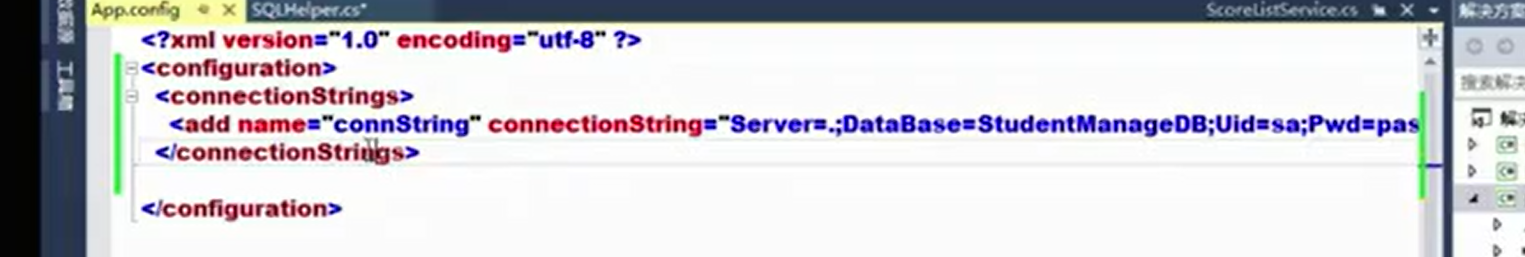 App.config
SQLHelper.cs*
ScoreListService.cs
解决方案
<?xml version="1.0" encoding="utf-8" ?>
<configuration>
<connectionStrings>
<add name="connString" connectionString="Server=.;DataBase=StudentManageDB;Uid=sa;Pwd=pas
</connectionStrings>
</configuration>
搜索解决
解决
工具箱